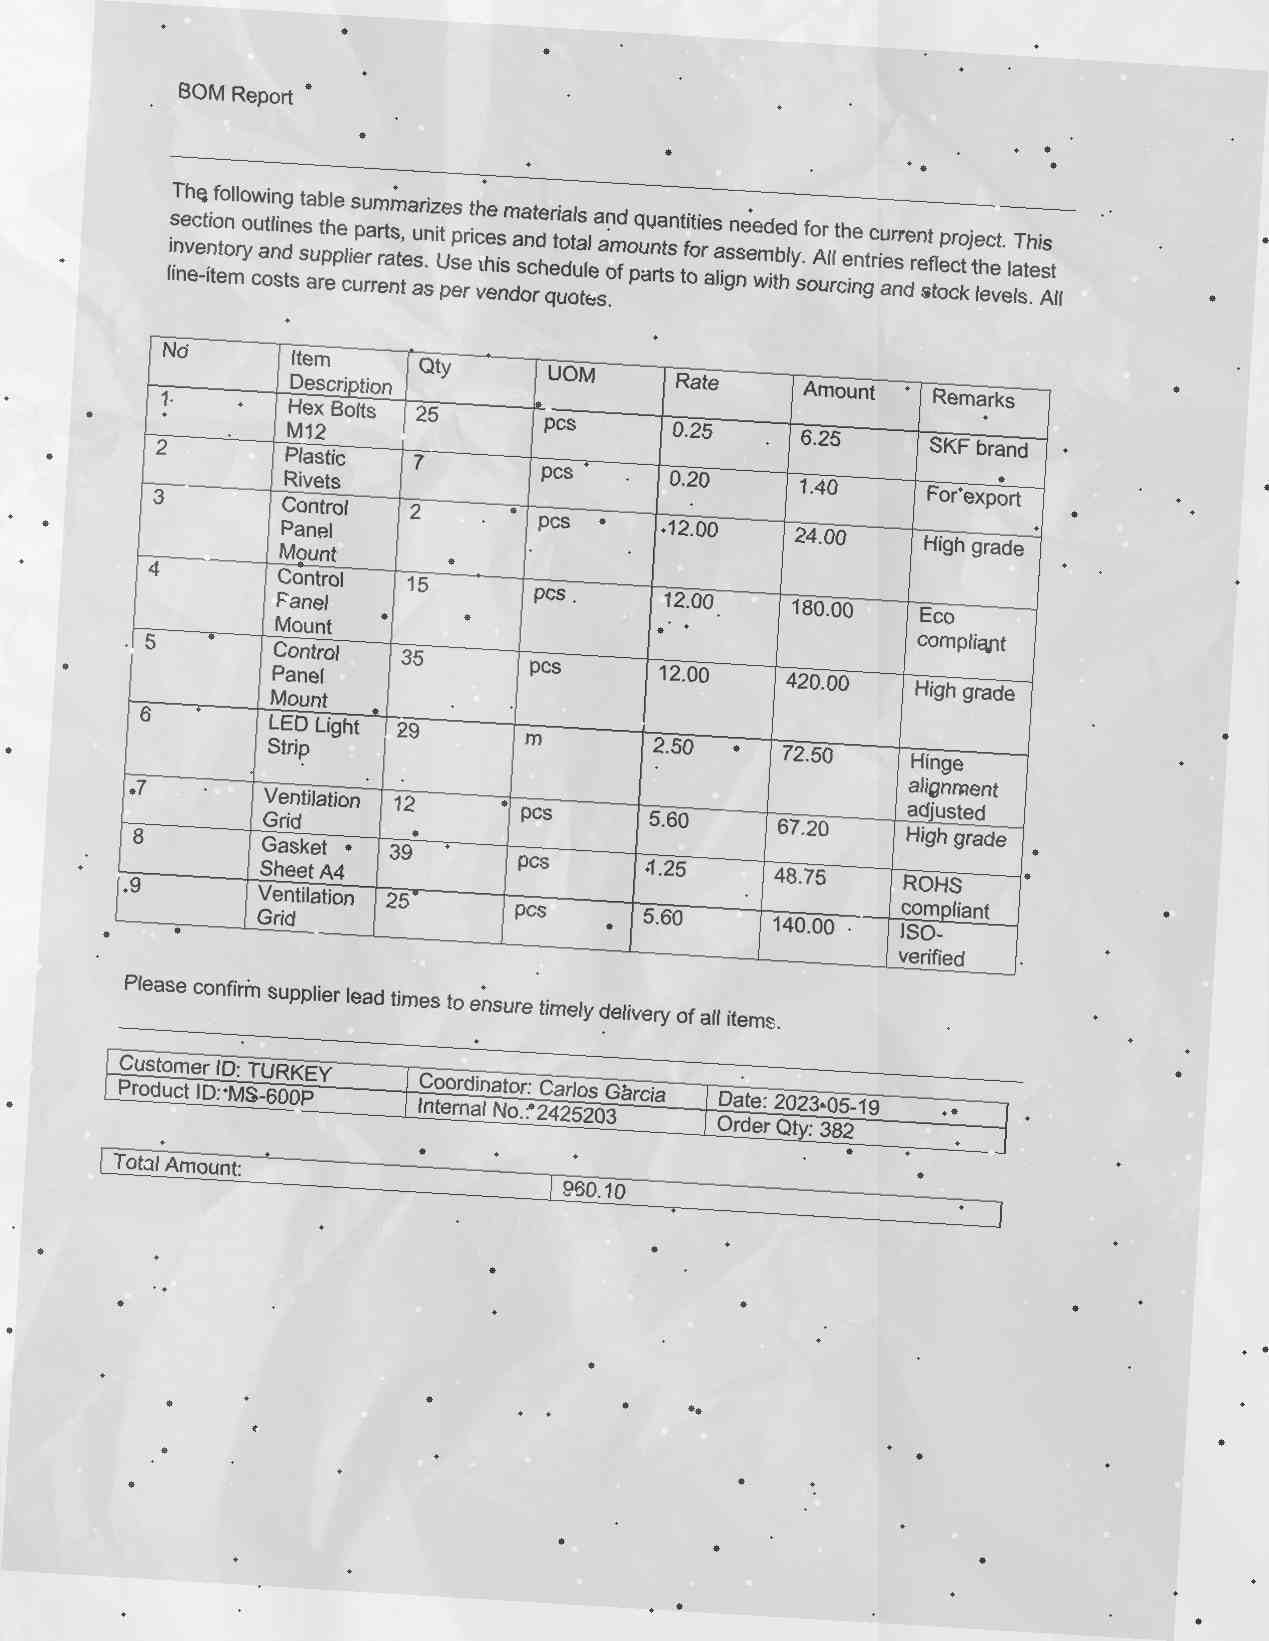 BOM Report
The following table summarizes the materials and quantities needed for the current project. This
section outlines the parts, unit prices and total amounts for assembly. All entries reflect the latest
inventory and supplier rates. Use this schedule of parts to align with sourcing and stock levels. All
line-item costs are current as per vendor quotes.
No Item Description Qty UOM Rate Amount Remarks
1 Hex Bolts M12 25 pcs 0.25 6.25 SKF brand
2 Plastic Rivets 7 pcs 0.20 1.40 For export
3 Control Panel Mount 2 pcs 12.00 24.00 High grade
4 Control Panel Mount 15 pcs 12.00 180.00 Eco compliant
5 Control Panel Mount 35 pcs 12.00 420.00 High grade
6 LED Light Strip 29 m 2.50 72.50 Hinge alignment adjusted
7 Ventilation Grid 12 pcs 5.60 67.20 High grade
8 Gasket Sheet A4 39 pcs 1.25 48.75 ROHS compliant
9 Ventilation Grid 25 pcs 5.60 140.00 ISO-verified
Please confirm supplier lead times to ensure timely delivery of all items.
Customer ID: TURKEY Coordinator: Carlos Garcia Date: 2023-05-19
Product ID: MS-600P Internal No.: 2425203 Order Qty: 382
Total Amount: 960.10